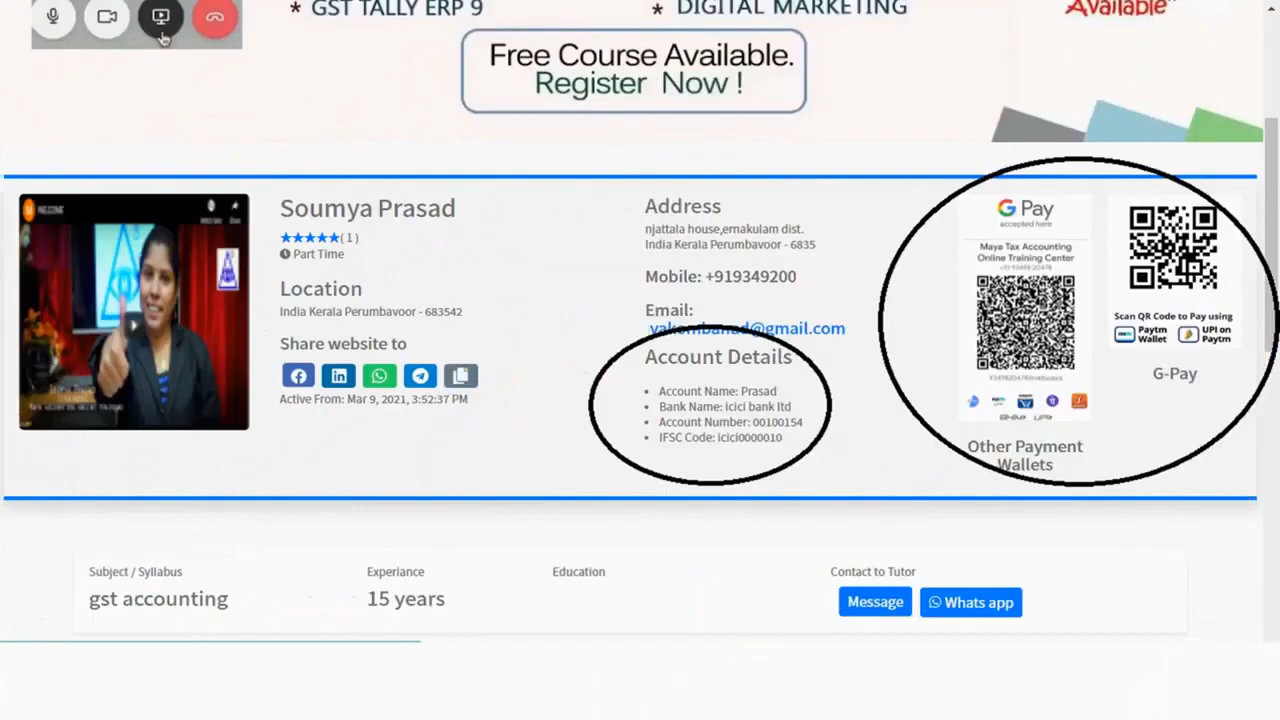 * GST TALLY ERP 9
* DIGITAL MARKETING
Available"
Free Course Available.
Register Now !
Soumya Prasad
( 1 )
Part Time
Location
India Kerala Perumbavoor - 683542
Share website to
Active From: Mar 9, 2021, 3:52:37 PM
Address
njattala house,ernakulam dist.
India Kerala Perumbavoor - 6835
Mobile: +919349200
Email:
vakombanad@gmail.com
Account Details
• Account Name: Prasad
• Bank Name: icici bank ltd
• Account Number: 00100154
• IFSC Code: icici0000010
G Pay
accepted here
Maya Tax Accounting
Online Training Center
Other Payment
Wallets
Scan QR Code to Pay using
Paytm
Wallet
UPI on
Paytm
G-Pay
Subject / Syllabus
gst accounting
Experiance
15 years
Education
Contact to Tutor
Message
Whats app